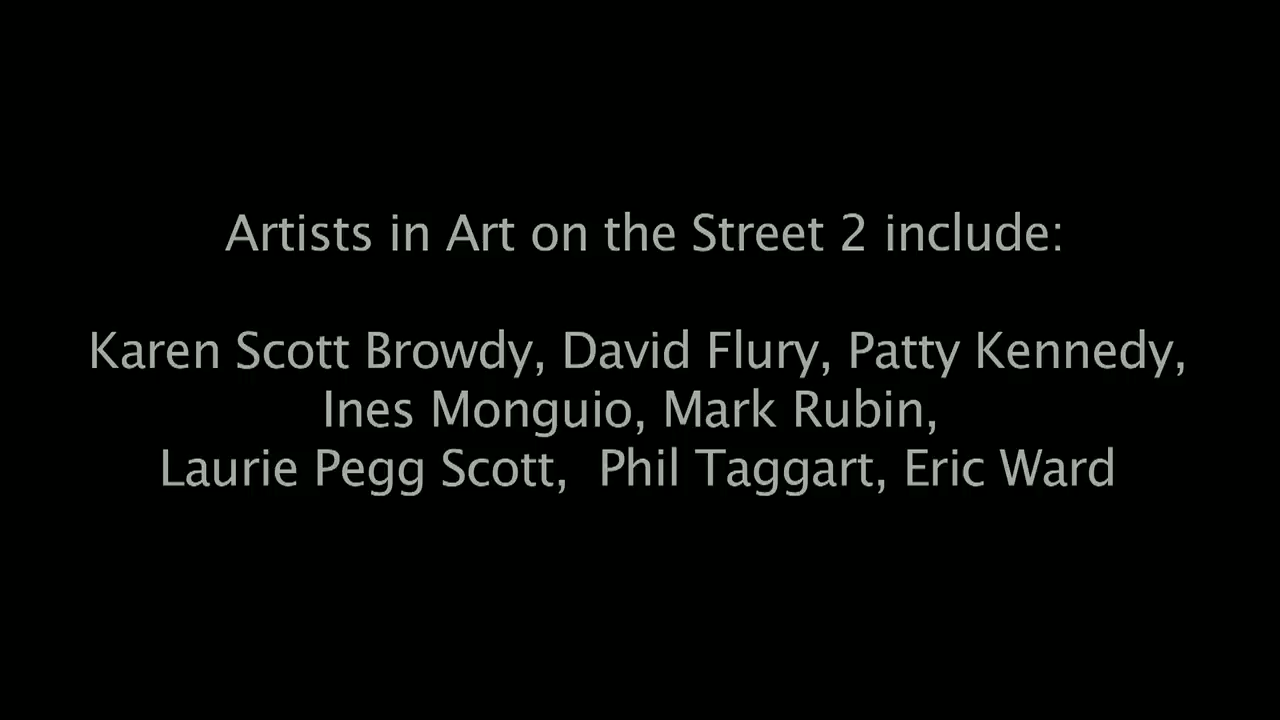 Artists in Art on the Street 2 include:
Karen Scott Browdy, David Flury, Patty Kennedy,
Ines Monguio, Mark Rubin,
Laurie Pegg Scott,  Phil Taggart, Eric Ward